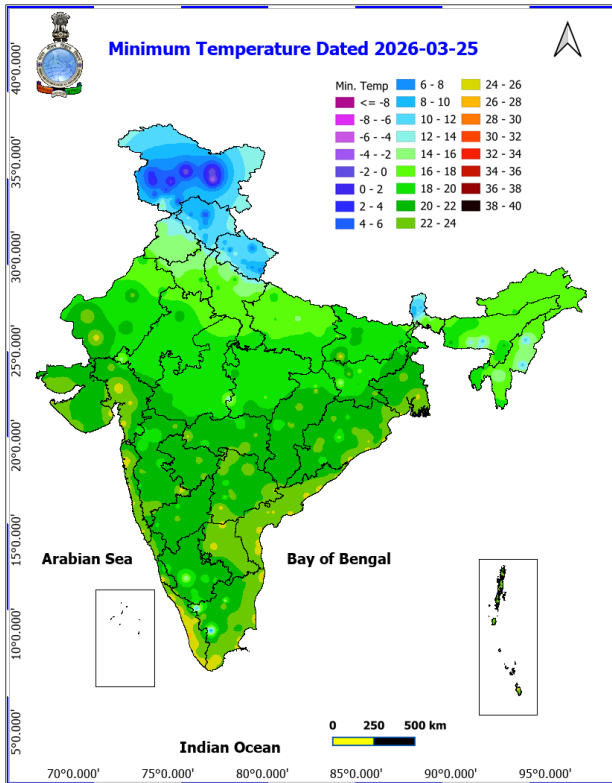 Minimum Temperature Dated 2026-03-25
Min. Temp
<= -8
-8 - -6
-6 - -4
-4 - -2
-2 - 0
0 - 2
2 - 4
4 - 6
6 - 8
8 - 10
10 - 12
12 - 14
14 - 16
16 - 18
18 - 20
20 - 22
22 - 24
24 - 26
26 - 28
28 - 30
30 - 32
32 - 34
34 - 36
36 - 38
38 - 40
40°0.000'
35°0.000'
30°0.000'
25°0.000'
20°0.000'
15°0.000'
10°0.000'
5°0.000'
Arabian Sea
Bay of Bengal
Indian Ocean
0 250 500 km
70°0.000' 75°0.000' 80°0.000' 85°0.000' 90°0.000' 95°0.000'